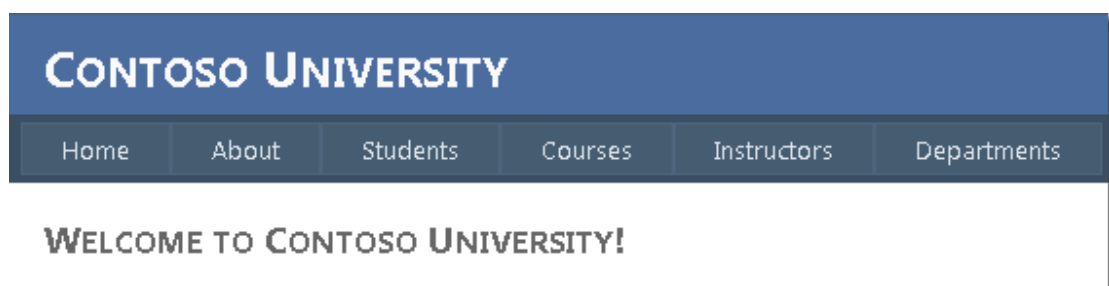 CONTOSO UNIVERSITY
Home About Students Courses Instructors Departments
WELCOME TO CONTOSO UNIVERSITY!